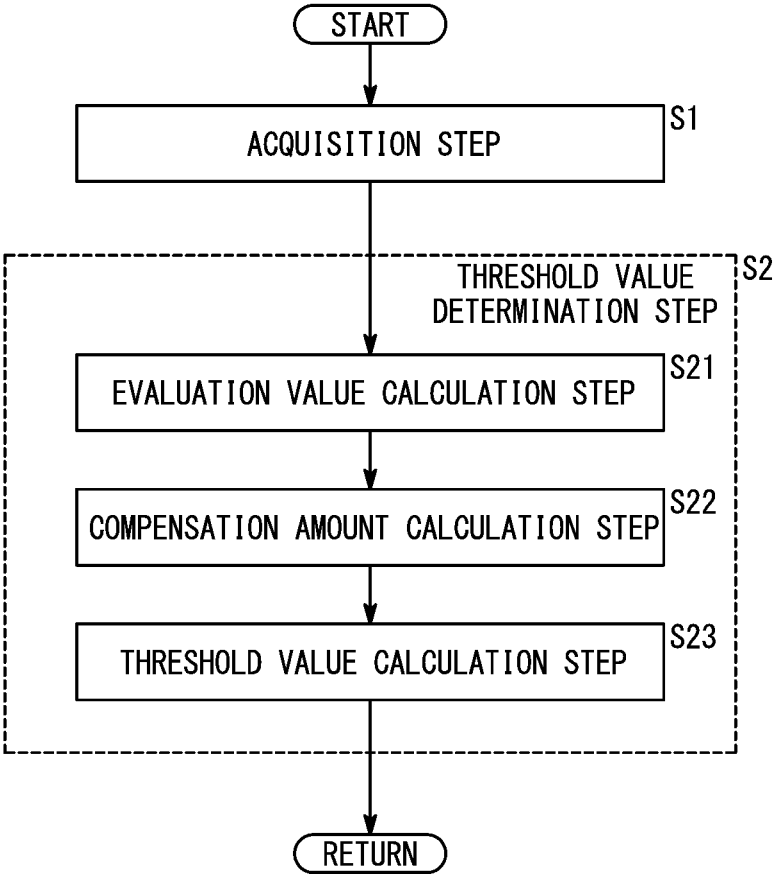 START
S1
ACQUISITION STEP
S2
THRESHOLD VALUE
DETERMINATION STEP
S21
EVALUATION VALUE CALCULATION STEP
S22
COMPENSATION AMOUNT CALCULATION STEP
S23
THRESHOLD VALUE CALCULATION STEP
RETURN